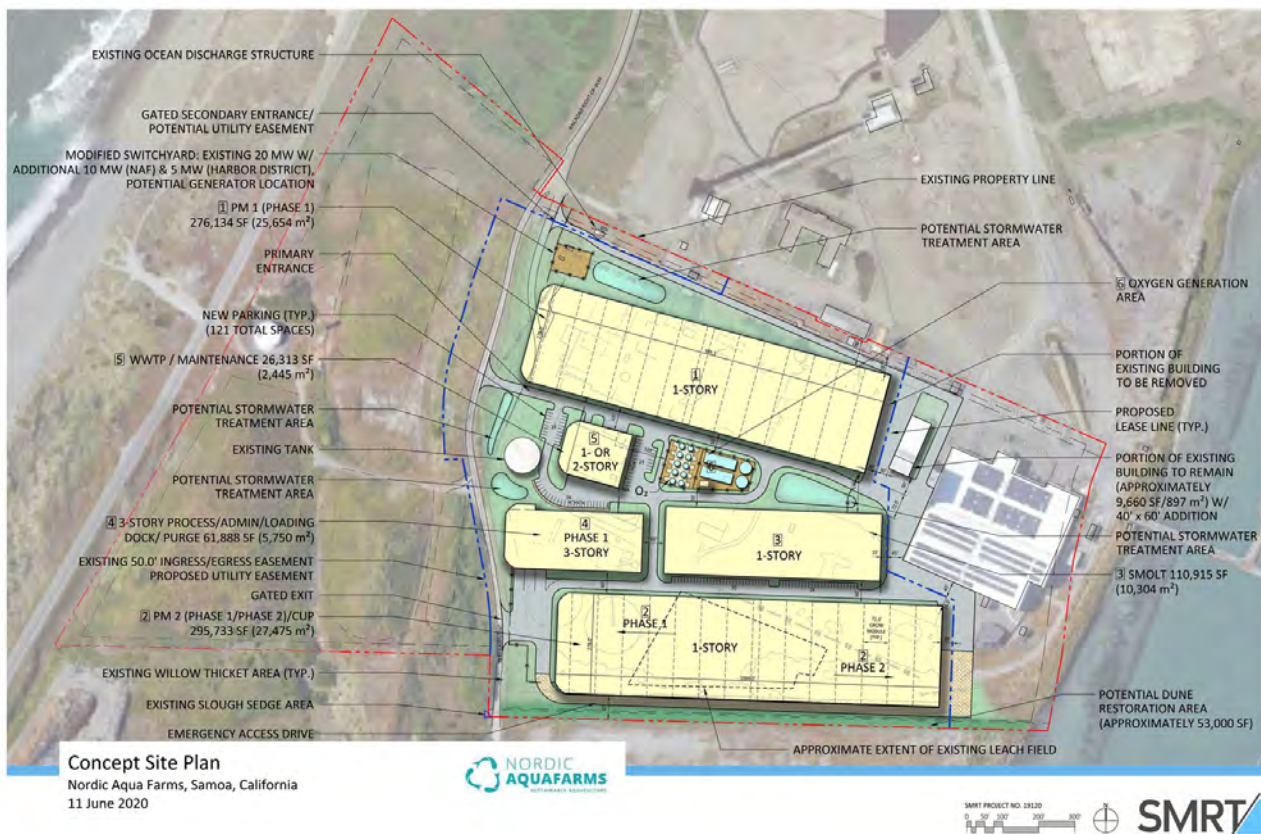 EXISTING OCEAN DISCHARGE STRUCTURE
GATED SECONDARY ENTRANCE/
POTENTIAL UTILITY EASEMENT
MODIFIED SWITCHYARD: EXISTING 20 MW W/
ADDITIONAL 10 MW (NAF) & 5 MW (HARBOR DISTRICT),
POTENTIAL GENERATOR LOCATION
1 PM 1 (PHASE 1)
276,134 SF (25,654 m²)
PRIMARY
ENTRANCE
NEW PARKING (TYP.)
(121 TOTAL SPACES)
5 WWTP / MAINTENANCE 26,313 SF
(2,445 m²)
POTENTIAL STORMWATER
TREATMENT AREA
EXISTING TANK
POTENTIAL STORMWATER
TREATMENT AREA
4 3-STORY PROCESS/ADMIN/LOADING
DOCK/ PURGE 61,888 SF (5,750 m²)
EXISTING 50.0' INGRESS/EGRESS EASEMENT
PROPOSED UTILITY EASEMENT
GATED EXIT
2 PM 2 (PHASE 1/PHASE 2)/CUP
295,733 SF (27,475 m²)
EXISTING WILLOW THICKET AREA (TYP.)
EXISTING SLOUGH SEDGE AREA
EMERGENCY ACCESS DRIVE
1
1-STORY
5
1- OR
2-STORY
6
O₂
4
PHASE 1
3-STORY
3
1-STORY
2
PHASE 1
1-STORY
72.0'
GROW
MODULE
(TYP.)
2
PHASE 2
EXISTING PROPERTY LINE
POTENTIAL STORMWATER
TREATMENT AREA
6 OXYGEN GENERATION
AREA
PORTION OF
EXISTING BUILDING
TO BE REMOVED
PROPOSED
LEASE LINE (TYP.)
PORTION OF EXISTING
BUILDING TO REMAIN
(APPROXIMATELY
9,660 SF/897 m²) W/
40' x 60' ADDITION
POTENTIAL STORMWATER
TREATMENT AREA
3 SMOLT 110,915 SF
(10,304 m²)
POTENTIAL DUNE
RESTORATION AREA
(APPROXIMATELY 53,000 SF)
APPROXIMATE EXTENT OF EXISTING LEACH FIELD
Concept Site Plan
Nordic Aqua Farms, Samoa, California
11 June 2020
NORDIC
AQUAFARMS
SMRT PROJECT NO. 19120
0 50' 100' 200' 300'
N
SMRT